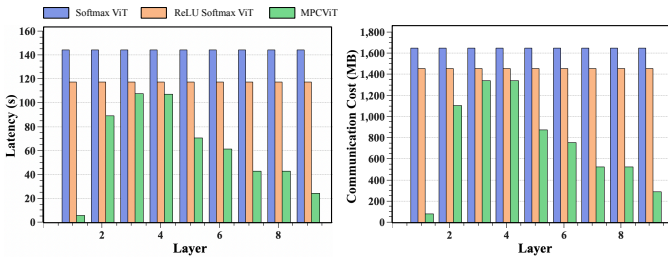 Softmax ViT ReLU Softmax ViT MPCViT
160
140
120
100
80
60
40
20
0
Latency (s)
2 4 6 8
Layer
1,800
1,600
1,400
1,200
1,000
800
600
400
200
0
Communication Cost (MB)
2 4 6 8
Layer